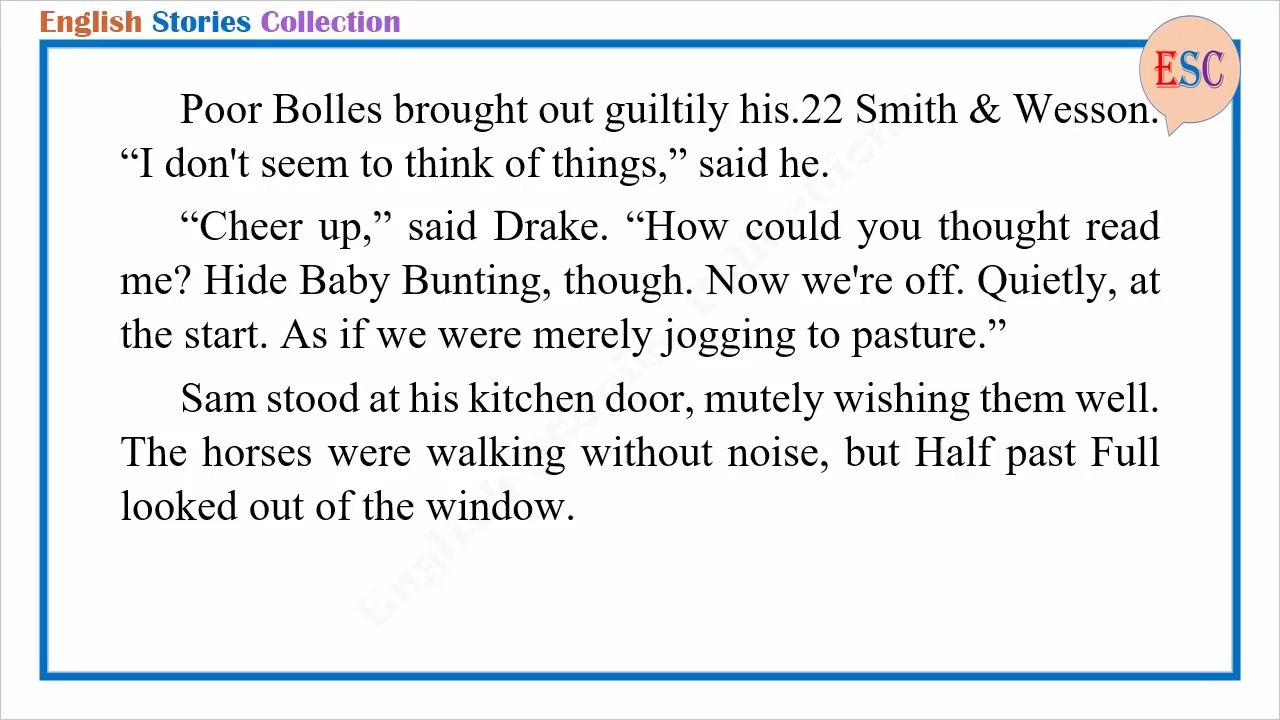 English Stories Collection
ESC
Poor Bolles brought out guiltily his.22 Smith & Wesson.
“I don't seem to think of things,” said he.
“Cheer up,” said Drake. “How could you thought read
me? Hide Baby Bunting, though. Now we're off. Quietly, at
the start. As if we were merely jogging to pasture.”
Sam stood at his kitchen door, mutely wishing them well.
The horses were walking without noise, but Half past Full
looked out of the window.
English Stories Collection